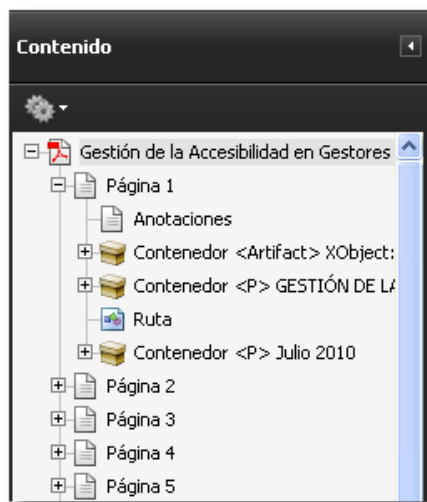 Contenido
Gestión de la Accesibilidad en Gestores
Página 1
Anotaciones
Contenedor <Artifact> XObject:
Contenedor <P> GESTIÓN DE LA
Ruta
Contenedor <P> Julio 2010
Página 2
Página 3
Página 4
Página 5